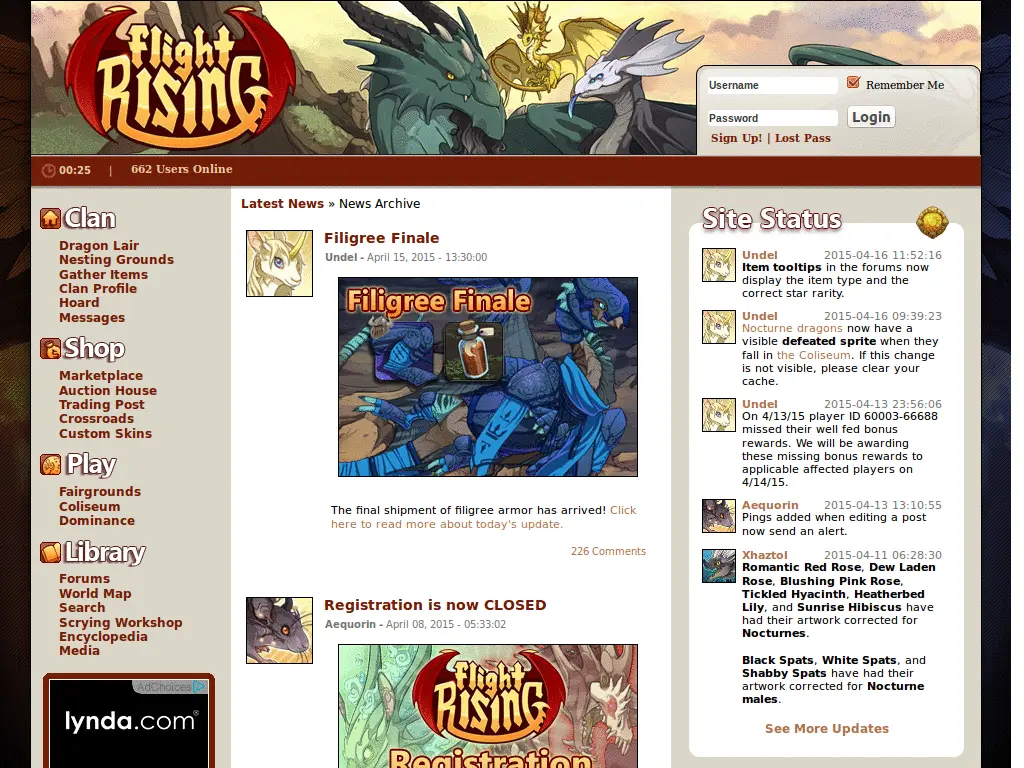 Flight
RISING
Username
Remember Me
Password
Login
Sign Up! | Lost Pass
00:25 | 662 Users Online
Clan
Dragon Lair
Nesting Grounds
Gather Items
Clan Profile
Hoard
Messages
Shop
Marketplace
Auction House
Trading Post
Crossroads
Custom Skins
Play
Fairgrounds
Coliseum
Dominance
Library
Forums
World Map
Search
Scrying Workshop
Encyclopedia
Media
AdChoices
lynda.com®
Latest News » News Archive
Filigree Finale
Undel - April 15, 2015 - 13:30:00
Filigree Finale
The final shipment of filigree armor has arrived! Click
here to read more about today's update.
226 Comments
Registration is now CLOSED
Aequorin - April 08, 2015 - 05:33:02
Flight
RISING
Registration
Site Status
Undel 2015-04-16 11:52:16
Item tooltips in the forums now
display the item type and the
correct star rarity.
Undel 2015-04-16 09:39:23
Nocturne dragons now have a
visible defeated sprite when they
fall in the Coliseum. If this change
is not visible, please clear your
cache.
Undel 2015-04-13 23:56:06
On 4/13/15 player ID 60003-66688
missed their well fed bonus
rewards. We will be awarding
these missing bonus rewards to
applicable affected players on
4/14/15.
Aequorin 2015-04-13 13:10:55
Pings added when editing a post
now send an alert.
Xhaztol 2015-04-11 06:28:30
Romantic Red Rose, Dew Laden
Rose, Blushing Pink Rose,
Tickled Hyacinth, Heatherbed
Lily, and Sunrise Hibiscus have
had their artwork corrected for
Nocturnes.
Black Spats, White Spats, and
Shabby Spats have had their
artwork corrected for Nocturne
males.
See More Updates